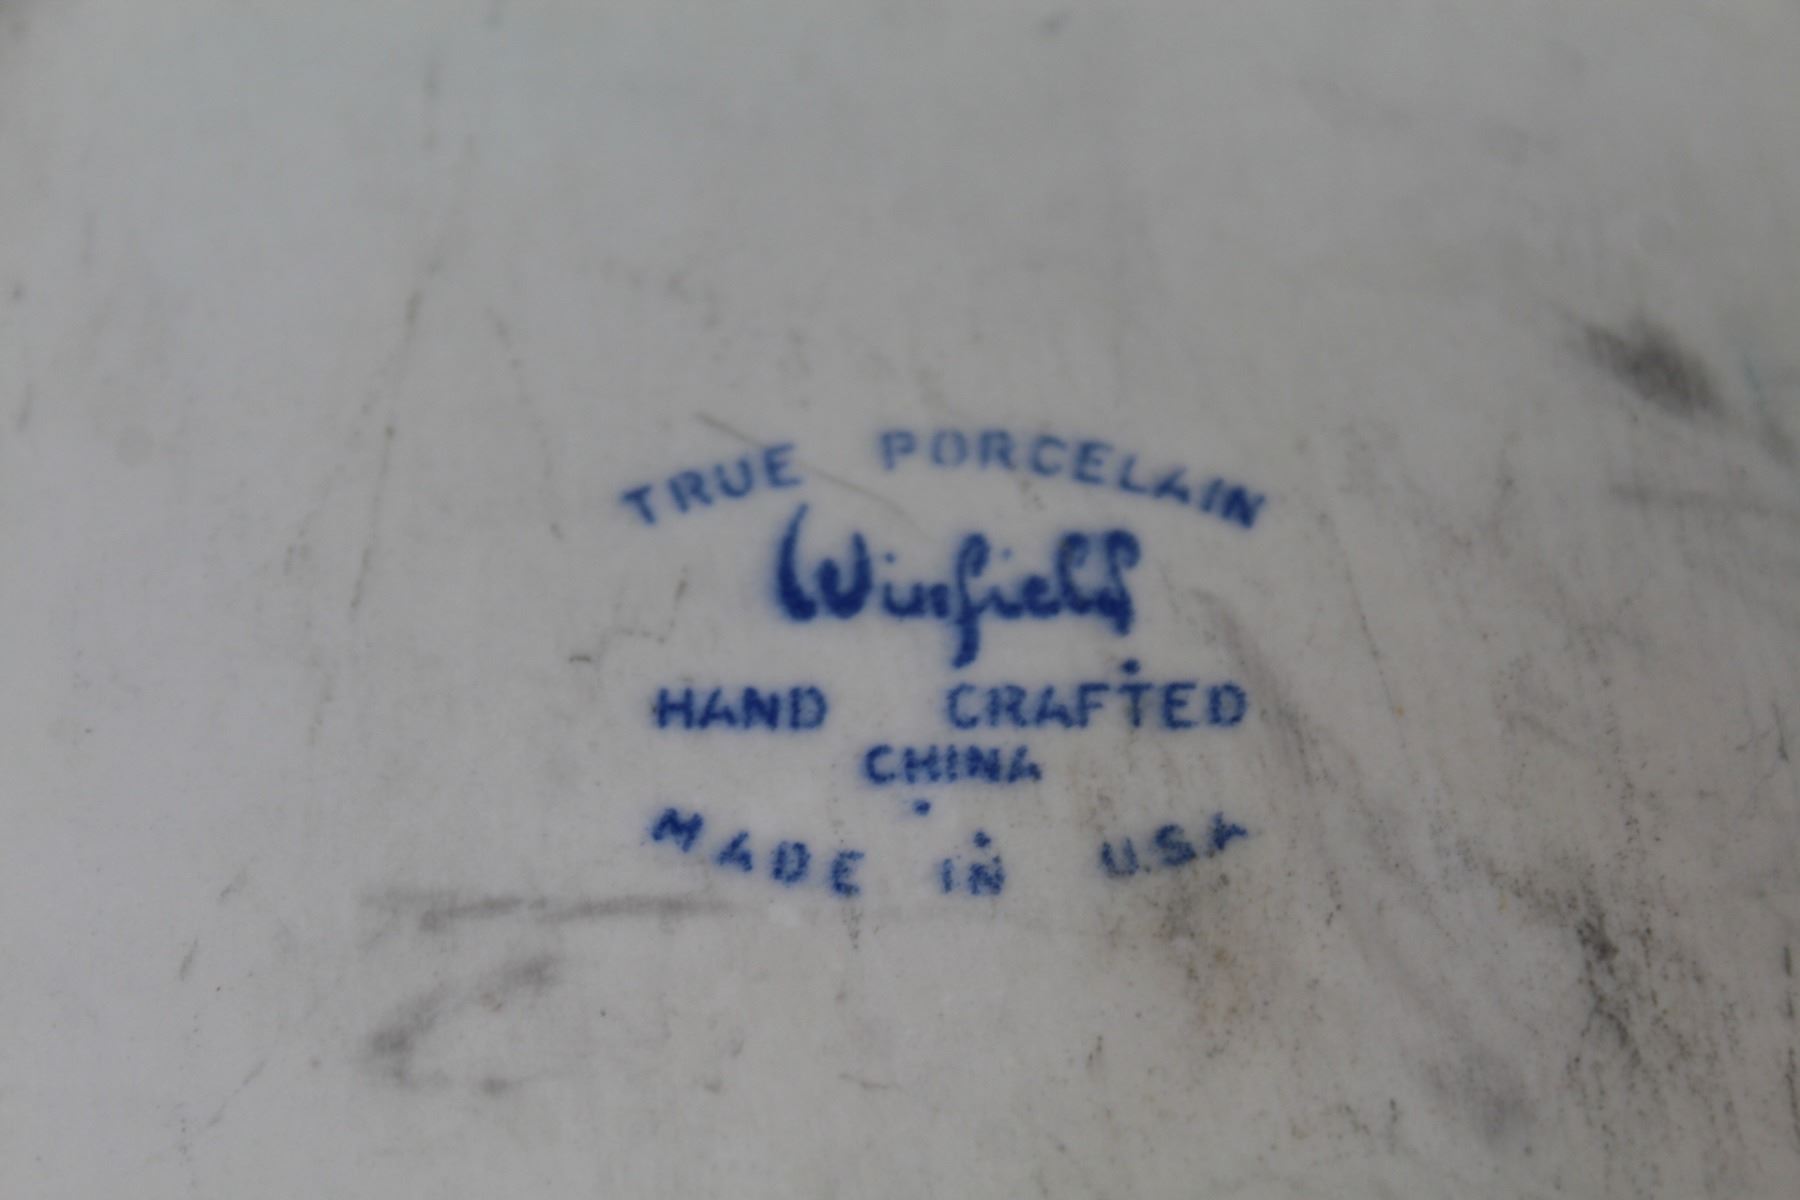 TRUE PORCELAIN
Winfield
HAND CRAFTED
CHINA
MADE IN U.S.A